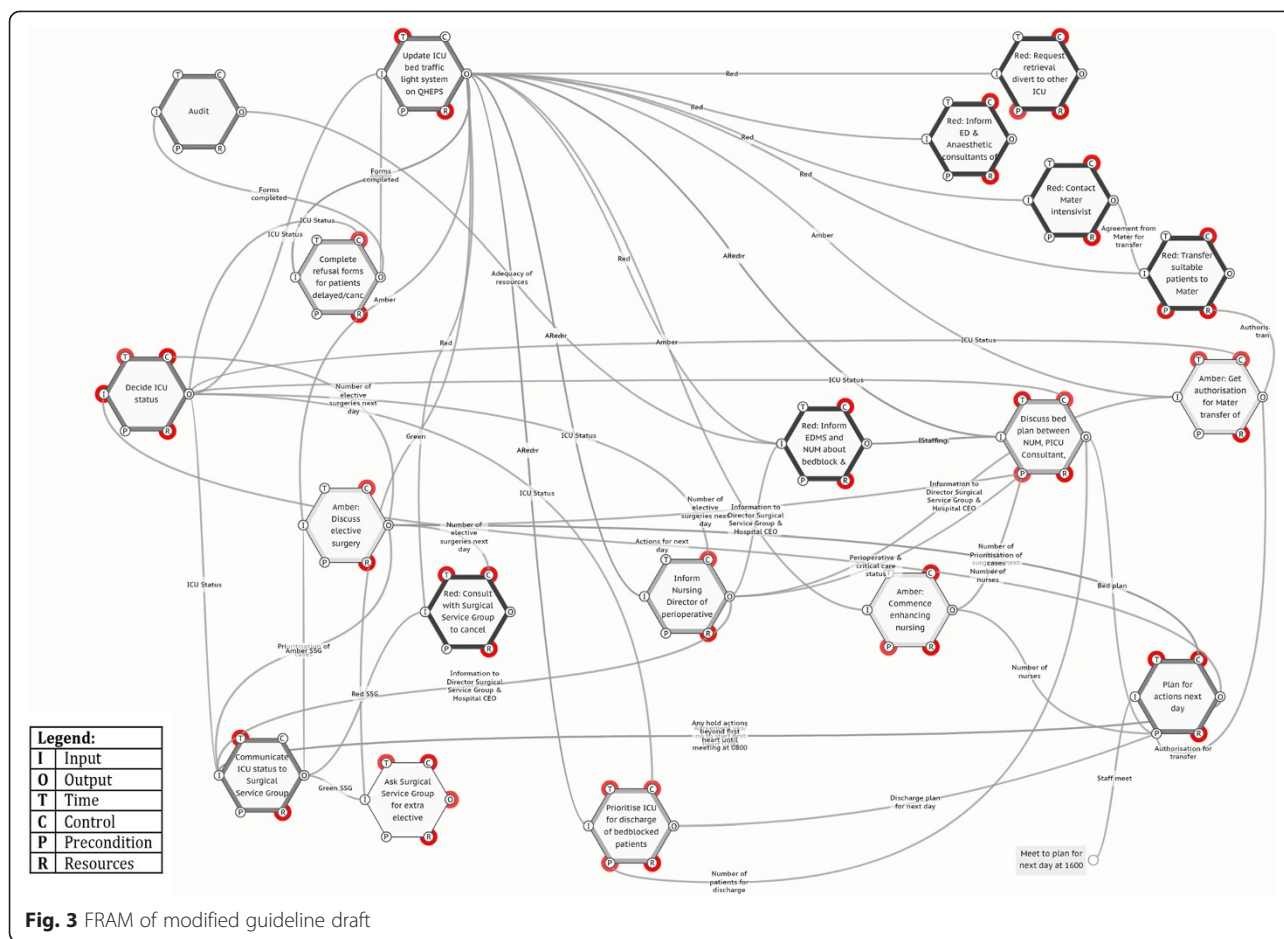 Update ICU
bed traffic
light system
on QHEPS
Red: Request
retrieval
divert to other
ICU
Audit
Red: Inform
ED &
Anaesthetic
consultants of
Red
Red
Red
Red
Forms
completed
Forms
completed
Red: Contact
Mater
intensivist
Agreement from
Mater for
transfer
Red: Transfer
suitable
patients to
Mater
ICU Status
ICU Status
Complete
refusal forms
for patients
delayed/canc
Amber
Red
Amber
Adequacy of
resources
Amber
Red
Decide ICU
status
Number of
elective
surgeries next
day
ICU Status
ICU Status
Amber: Get
authorisation
for Mater
transfer of
Green
ICU Status
ICU Status
Red: Inform
EDMS and
NUM about
bedblock &
Discuss bed
plan between
NUM, PICU
Consultant,
Amber:
Discuss
elective
surgery
Number of
elective
surgeries next
day
Number of
elective
surgeries next
day
Information to
Director Surgical
Service Group &
Hospital CEO
Information to
Director Surgical
Service Group &
Hospital CEO
Actions for next
day
Perioperative &
critical care
status
Number of
Prioritisation of
Number of
nurses
ICU Status
Red: Consult
with Surgical
Service Group
to cancel
Inform
Nursing
Director of
perioperative
Amber:
Commence
enhancing
nursing
Bed plan
Amber SSG
Number of
nurses
Information to
Director Surgical
Service Group &
Hospital CEO
Red SSG
Plan for
actions next
day
Any hold actions
beyond first
heart until
meeting at 0800
Authorisation for
transfer
Communicate
ICU status to
Surgical
Service Group
Green SSG
Ask Surgical
Service Group
for extra
elective
Prioritise ICU
for discharge
of bedblocked
patients
Discharge plan
for next day
Staff meet
Meet to plan for
next day at 1600
Number of
patients for
discharge
Legend:
I Input
O Output
T Time
C Control
P Precondition
R Resources
Fig. 3 FRAM of modified guideline draft